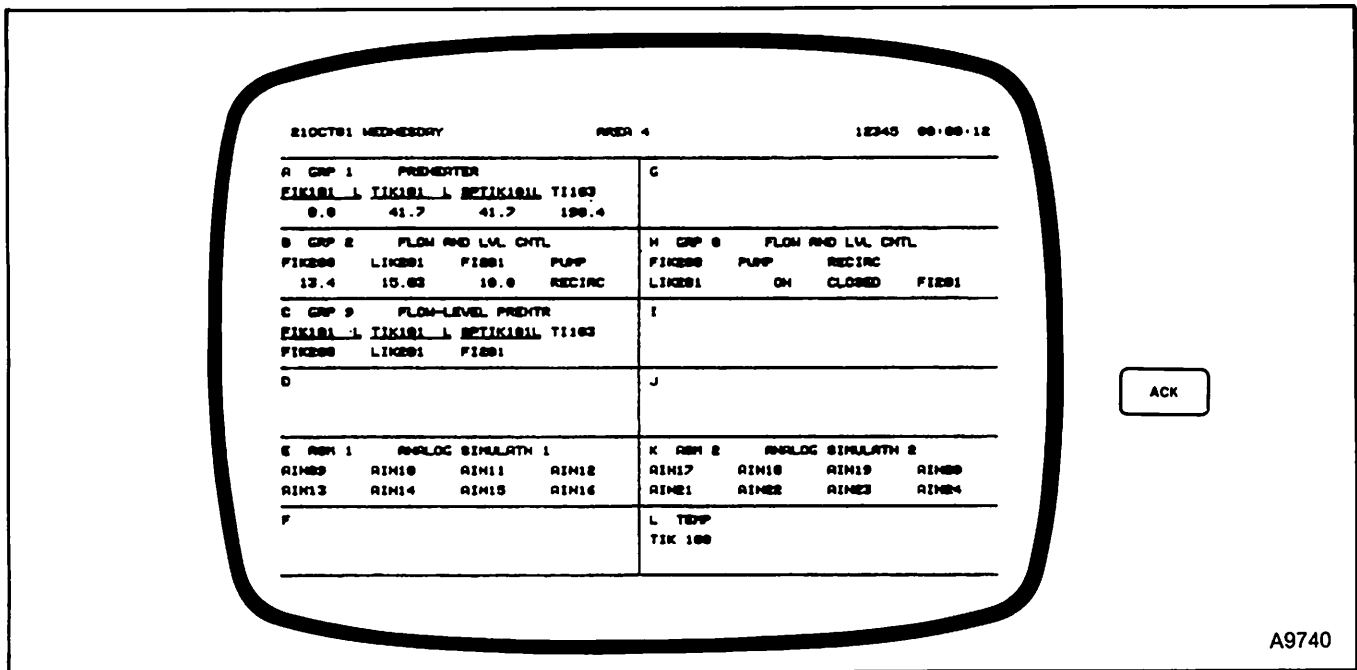 21OCT81 WEDNESDAY AREA 4 12345 08:08:12
A GRP 1 PREHEATER
FIK101 L TIK101 L SPTIK101L TI103
0.0 41.7 41.7 190.4
B GRP 2 FLOW AND LVL CNTL
FIK200 LIK201 FI201 PUMP
13.4 15.03 10.0 RECIRC
C GRP 9 FLOW-LEVEL PREHTR
FIK101 L TIK101 L SPTIK101L TI103
FIK200 LIK201 FI201
D
E ASM 1 ANALOG SIMULATN 1
AIN09 AIN10 AIN11 AIN12
AIN13 AIN14 AIN15 AIN16
F
G
H GRP 8 FLOW AND LVL CNTL
FIK200 PUMP RECIRC
LIK201 ON CLOSED FI201
I
J
K ASM 2 ANALOG SIMULATN 2
AIN17 AIN18 AIN19 AIN20
AIN21 AIN22 AIN23 AIN24
L TEMP
TIK 100
ACK
A9740